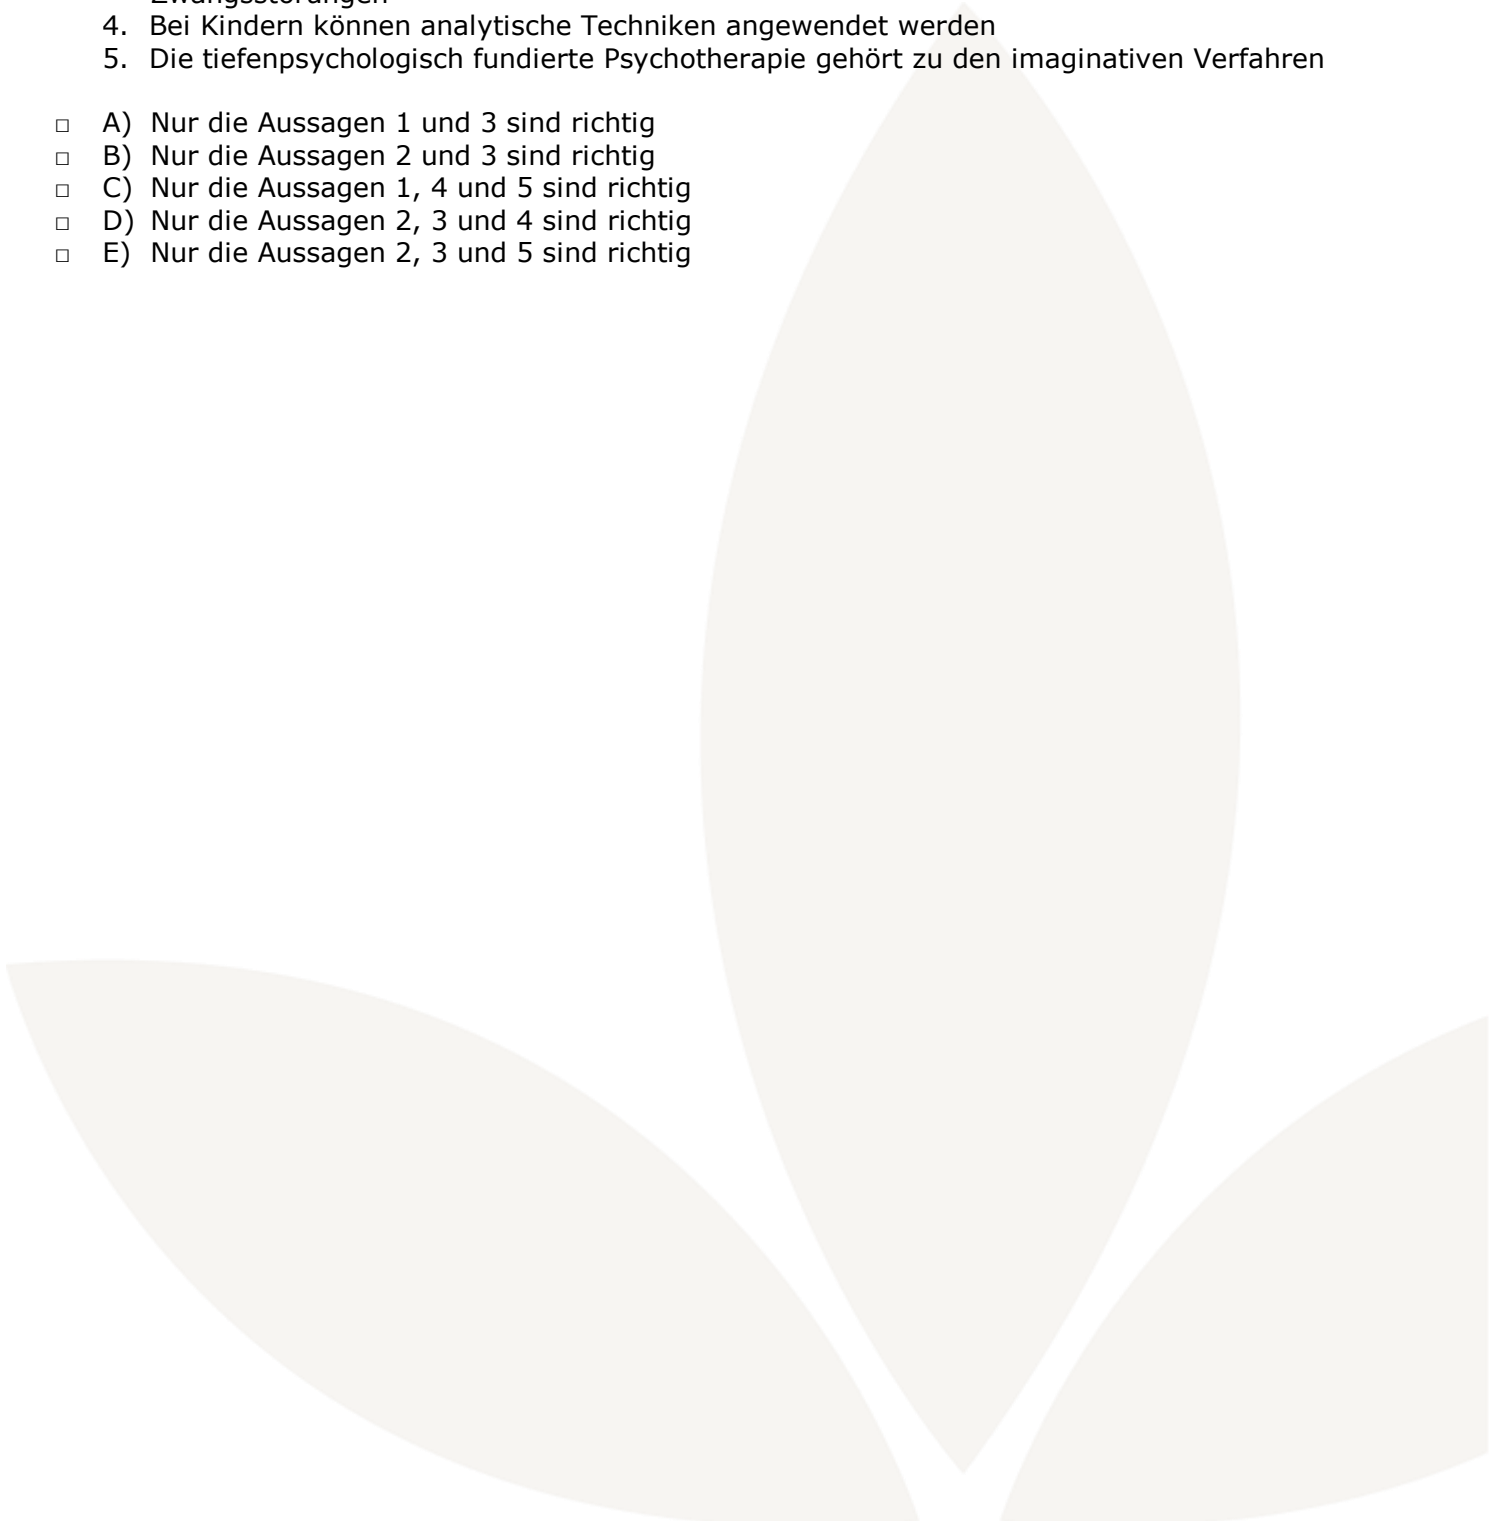 Zwangsstörungen
4. Bei Kindern können analytische Techniken angewendet werden
5. Die tiefenpsychologisch fundierte Psychotherapie gehört zu den imaginativen Verfahren
□ A) Nur die Aussagen 1 und 3 sind richtig
□ B) Nur die Aussagen 2 und 3 sind richtig
□ C) Nur die Aussagen 1, 4 und 5 sind richtig
□ D) Nur die Aussagen 2, 3 und 4 sind richtig
□ E) Nur die Aussagen 2, 3 und 5 sind richtig